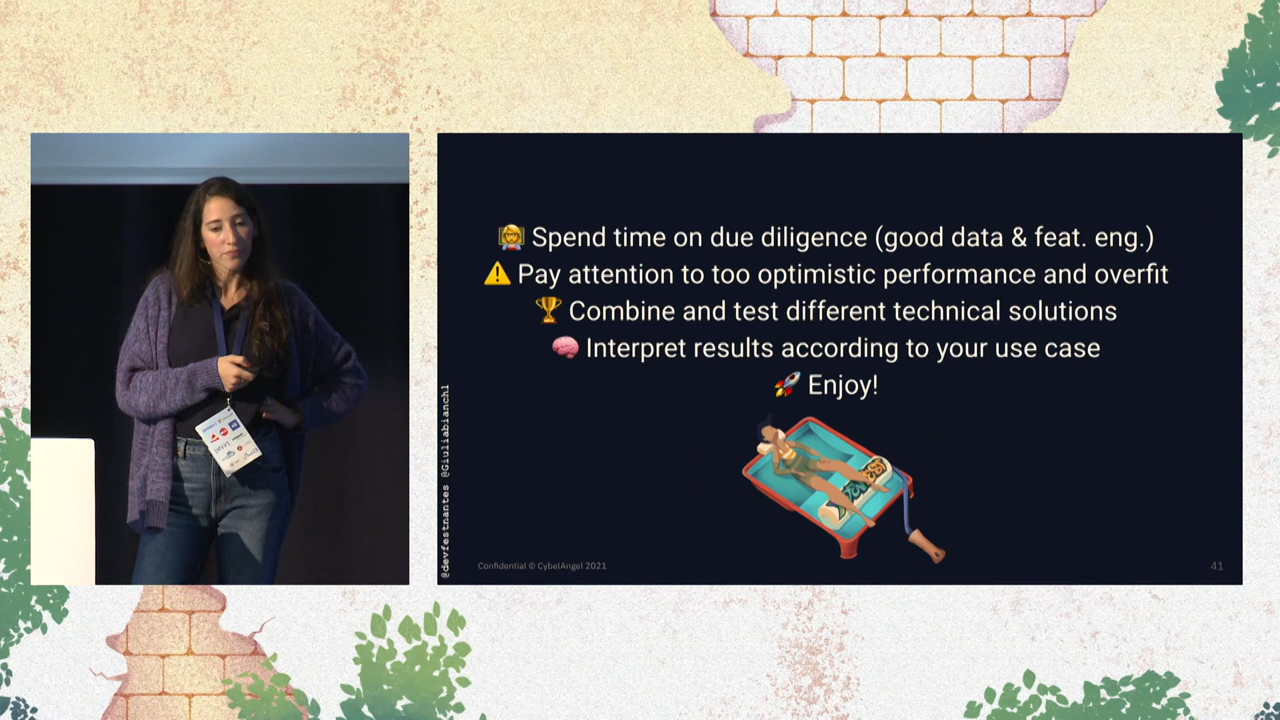 Spend time on due diligence (good data & feat. eng.)
Pay attention to too optimistic performance and overfit
Combine and test different technical solutions
Interpret results according to your use case
Enjoy!
@devfestnantes @Giuliabianchl
Confidential © CybelAngel 2021
41